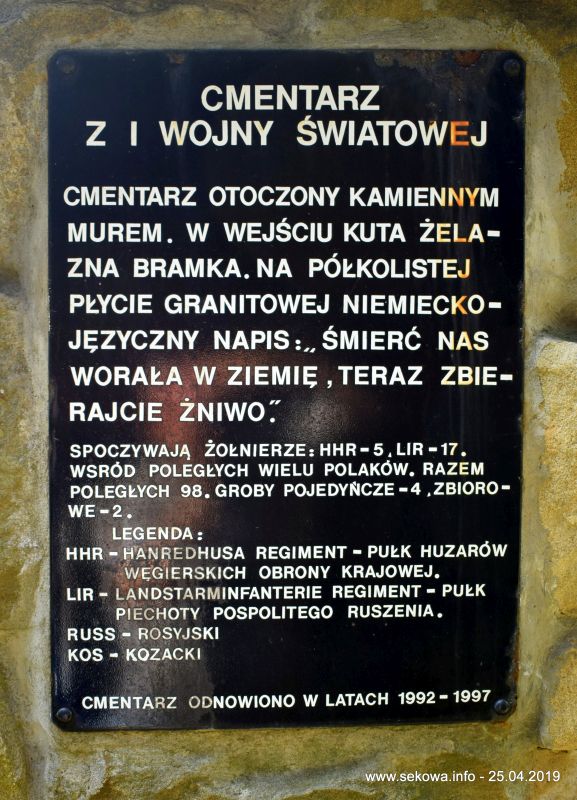 CMENTARZ
Z I WOJNY ŚWIATOWEJ
CMENTARZ OTOCZONY KAMIENNYM
MUREM. W WEJŚCIU KUTA ŻELA-
ZNA BRAMKA. NA PÓŁKOLISTEJ
PŁYCIE GRANITOWEJ NIEMIECKO-
JĘZYCZNY NAPIS: „ŚMIERĆ NAS
WORAŁA W ZIEMIĘ, TERAZ ZBIE-
RAJCIE ŻNIWO”.
SPOCZYWAJĄ ŻOŁNIERZE: HHR-5, LIR-17.
WSRÓD POLEGŁYCH WIELU POLAKÓW. RAZEM
POLEGŁYCH 98. GROBY POJEDYŃCZE-4, ZBIORO-
WE-2.
LEGENDA:
HHR - HANREDHUSA REGIMENT - PUŁK HUZARÓW
WĘGIERSKICH OBRONY KRAJOWEJ.
LIR - LANDSTARMINFANTERIE REGIMENT - PUŁK
PIECHOTY POSPOLITEGO RUSZENIA.
RUSS - ROSYJSKI
KOS - KOZACKI
CMENTARZ ODNOWIONO W LATACH 1992-1997
www.sekowa.info - 25.04.2019